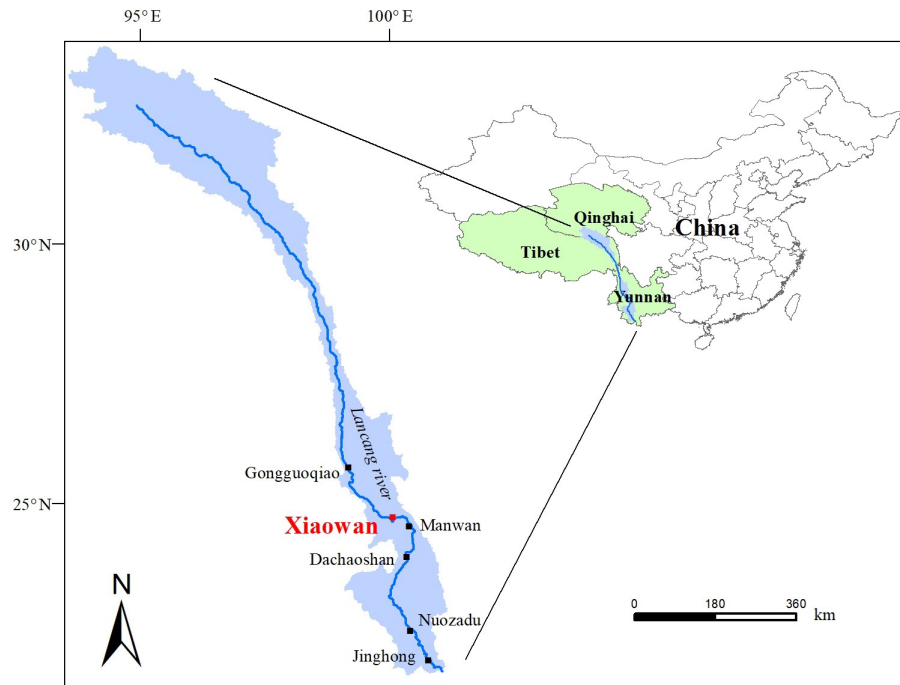 95°E
100°E
30°N
25°N
Qinghai
China
Tibet
Yunnan
Lancang river
Gongguoqiao
Xiaowan
Manwan
Dachaoshan
Nuozadu
Jinghong
N
0 180 360
km